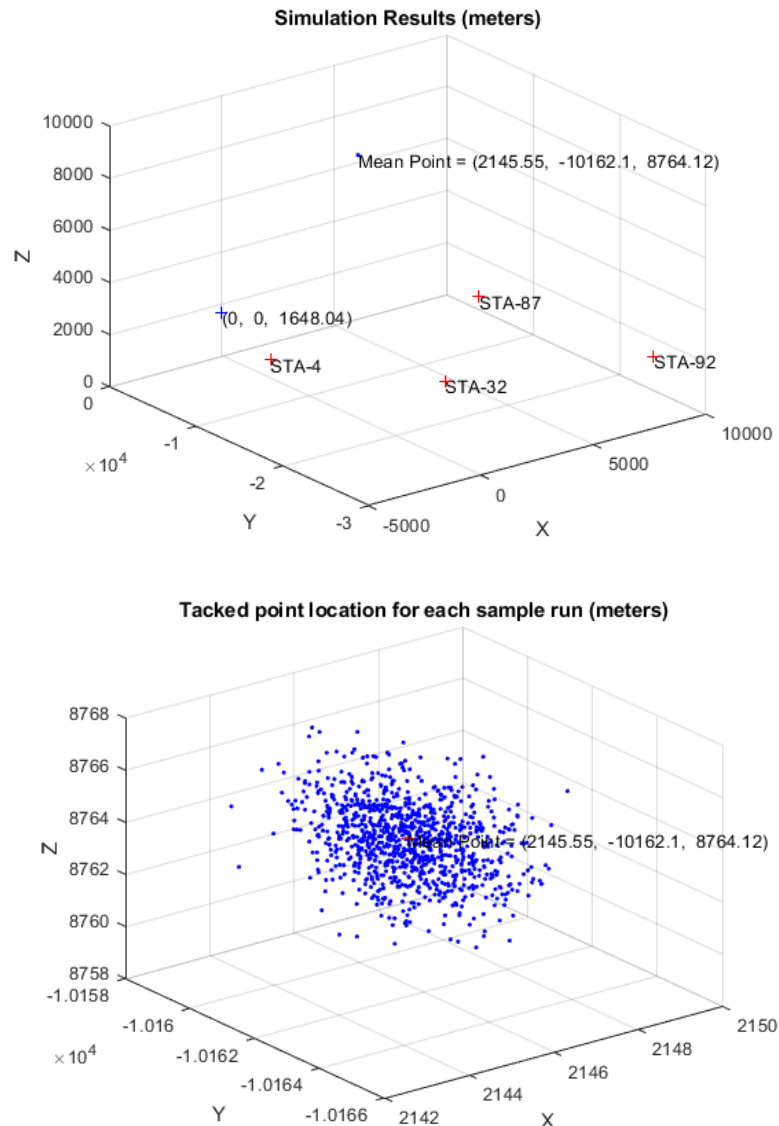 Simulation Results (meters)
10000
8000
6000
4000
2000
0
Z
Mean Point = (2145.55, -10162.1, 8764.12)
(0, 0, 1648.04)
STA-87
STA-4
STA-32
STA-92
0
-1
-2
-3
×10^4
Y
-5000
0
5000
10000
X
Tacked point location for each sample run (meters)
8768
8766
8764
8762
8760
8758
Z
Mean Point = (2145.55, -10162.1, 8764.12)
-1.0158
-1.016
-1.0162
-1.0164
-1.0166
×10^4
Y
2142
2144
2146
2148
2150
X